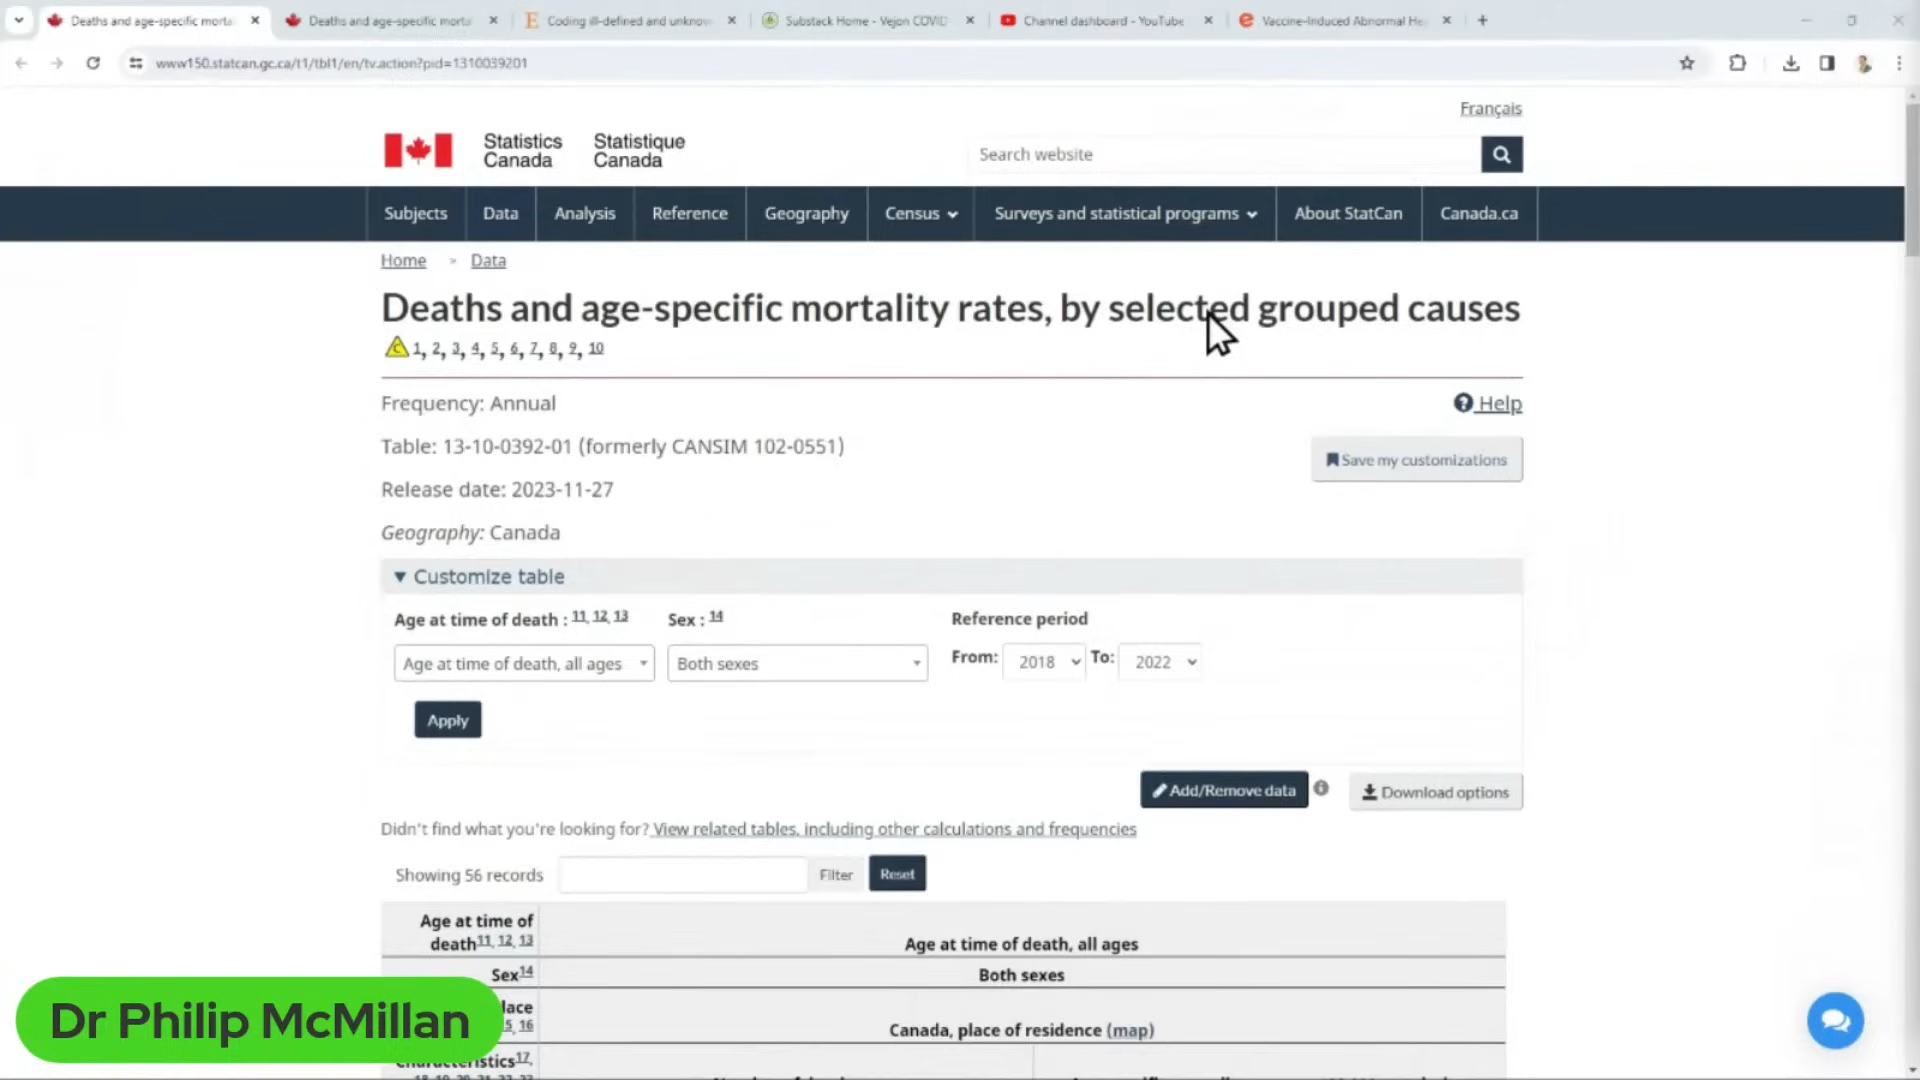 Deaths and age-specific morta
Deaths and age-specific morta
Coding ill-defined and unknow
Substack Home - Vejon COVID
Channel dashboard - YouTube
Vaccine-Induced Abnormal He
www150.statcan.gc.ca/t1/tbl1/en/tv.action?pid=1310039201
Français
Statistics Canada
Statistique Canada
Search website
Subjects Data Analysis Reference Geography Census Surveys and statistical programs About StatCan Canada.ca
Home Data
Deaths and age-specific mortality rates, by selected grouped causes
1, 2, 3, 4, 5, 6, 7, 8, 9, 10
Frequency: Annual
Help
Table: 13-10-0392-01 (formerly CANSIM 102-0551)
Save my customizations
Release date: 2023-11-27
Geography: Canada
Customize table
Age at time of death : 11, 12, 13 Sex : 14 Reference period
Age at time of death, all ages Both sexes From: 2018 To: 2022
Apply
Add/Remove data Download options
Didn't find what you're looking for? View related tables, including other calculations and frequencies
Showing 56 records Filter Reset
Age at time of
death11, 12, 13
Age at time of death, all ages
Sex14 Both sexes
lace
16
Canada, place of residence (map)
Dr Philip McMillan